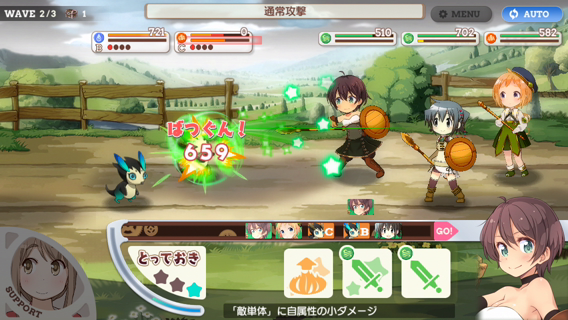 WAVE 2/3
1
通常攻撃
MENU
AUTO
721
B
0
C
510
702
582
ばつぐん!
659
C
B
GO!
とっておき
SUPPORT
「敵単体」に自属性の小ダメージ